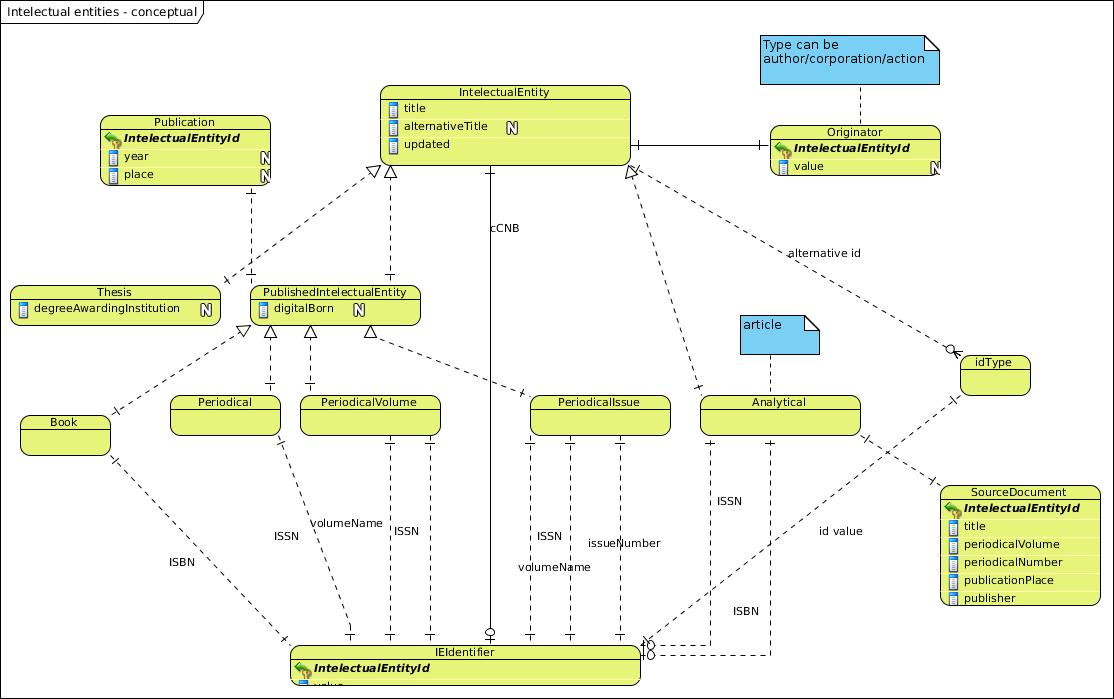 Intelectual entities - conceptual
Type can be
author/corporation/action
IntelectualEntity
title
alternativeTitle N
updated
Publication
IntelectualEntityId
year N
place N
Originator
IntelectualEntityId
value N
cCNB
alternative id
Thesis
degreeAwardingInstitution N
PublishedIntelectualEntity
digitalBorn N
article
idType
Book
Periodical
PeriodicalVolume
PeriodicalIssue
Analytical
SourceDocument
IntelectualEntityId
title
periodicalVolume
periodicalNumber
publicationPlace
publisher
ISBN
ISSN
volumeName
ISSN
ISSN
volumeName
issueNumber
ISSN
ISBN
id value
IEIdentifier
IntelectualEntityId
value